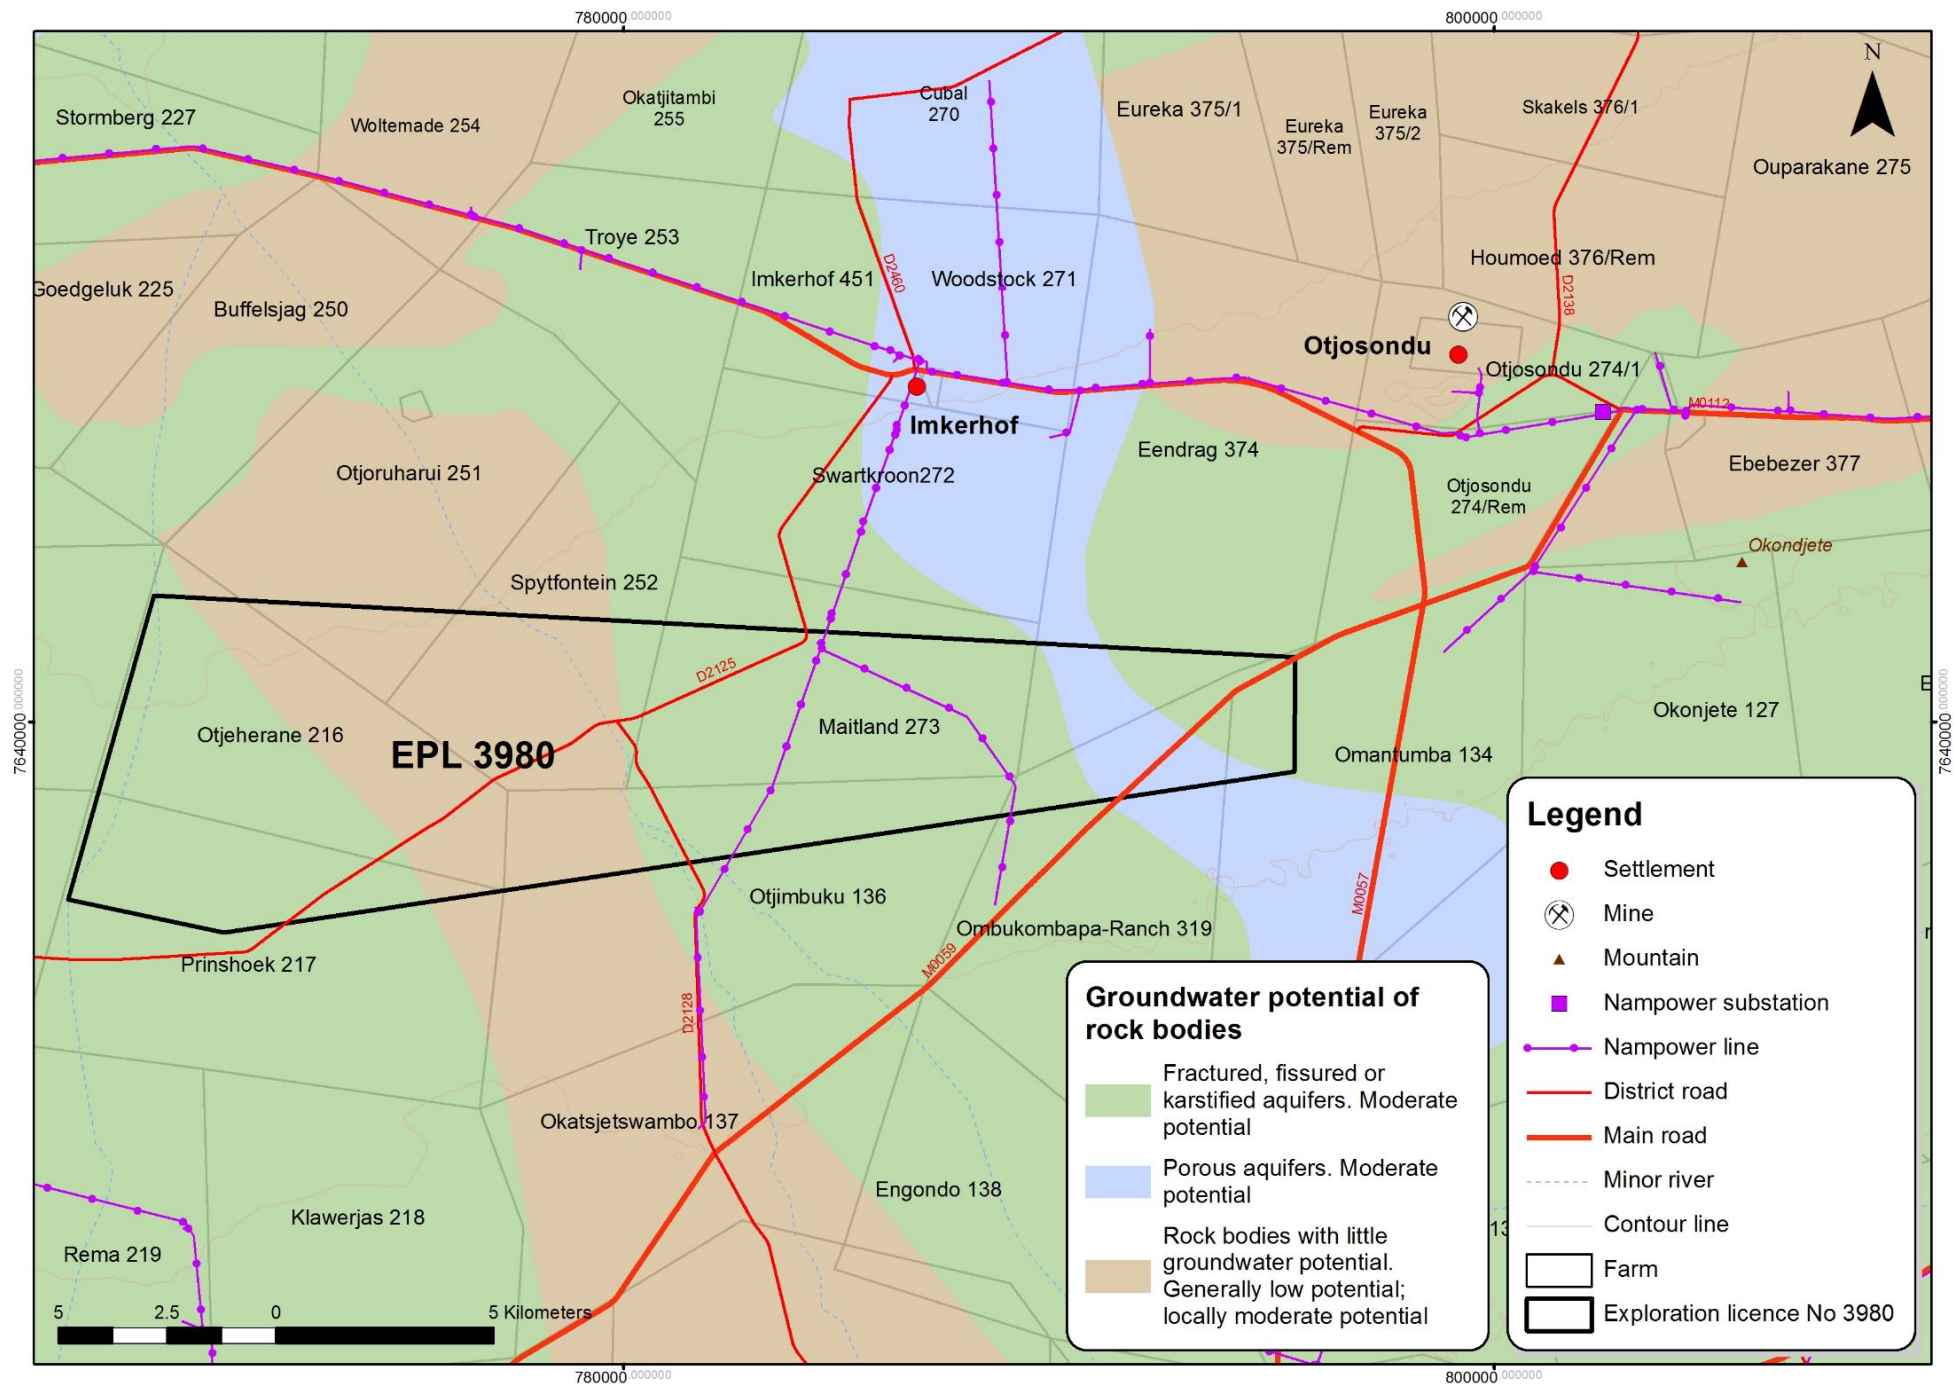 780000.000000
800000.000000
N
Stormberg 227
Woltemade 254
Okatjitambi
255
Cubal
270
Eureka 375/1
Eureka
375/Rem
Eureka
375/2
Skakels 376/1
Ouparakane 275
Troye 253
Imkerhof 451
D2460
Woodstock 271
Houmoed 376/Rem
D2138
Goedgeluk 225
Buffelsjag 250
Otjosondu
Otjosondu 274/1
M0112
Imkerhof
Otjoruharui 251
Swartkroon272
Eendrag 374
Otjosondu
274/Rem
Ebebezer 377
Okondjete
Spytfontein 252
D2125
7640000.000000
7640000.000000
Otjeherane 216
EPL 3980
Maitland 273
Omantumba 134
Okonjete 127
E
Otjimbuku 136
M0057
Ombukombapa-Ranch 319
M0059
Prinshoek 217
D2128
Okatsjetswambo 137
Engondo 138
Klawerjas 218
Rema 219
13
5 2.5 0 5 Kilometers
Groundwater potential of
rock bodies
Fractured, fissured or
karstified aquifers. Moderate
potential
Porous aquifers. Moderate
potential
Rock bodies with little
groundwater potential.
Generally low potential;
locally moderate potential
Legend
Settlement
Mine
Mountain
Nampower substation
Nampower line
District road
Main road
Minor river
Contour line
Farm
Exploration licence No 3980
780000.000000
800000.000000